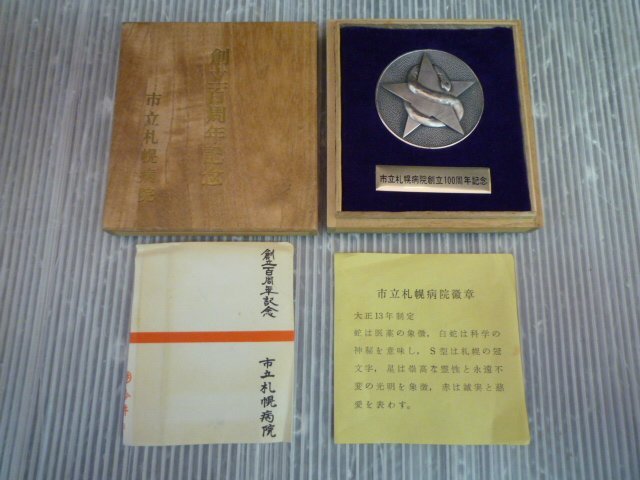 創立百周年記念
市立札幌病院
市立札幌病院創立100周年記念
創立百周年記念
市立札幌病院
市立札幌病院徽章
大正13年制定
蛇は医薬の象徴，白蛇は科学の
神秘を意味し，S型は札幌の冠
文字，星は崇高な霊性と永遠不
変の光明を象徴，赤は誠実と慈
愛を表わす。